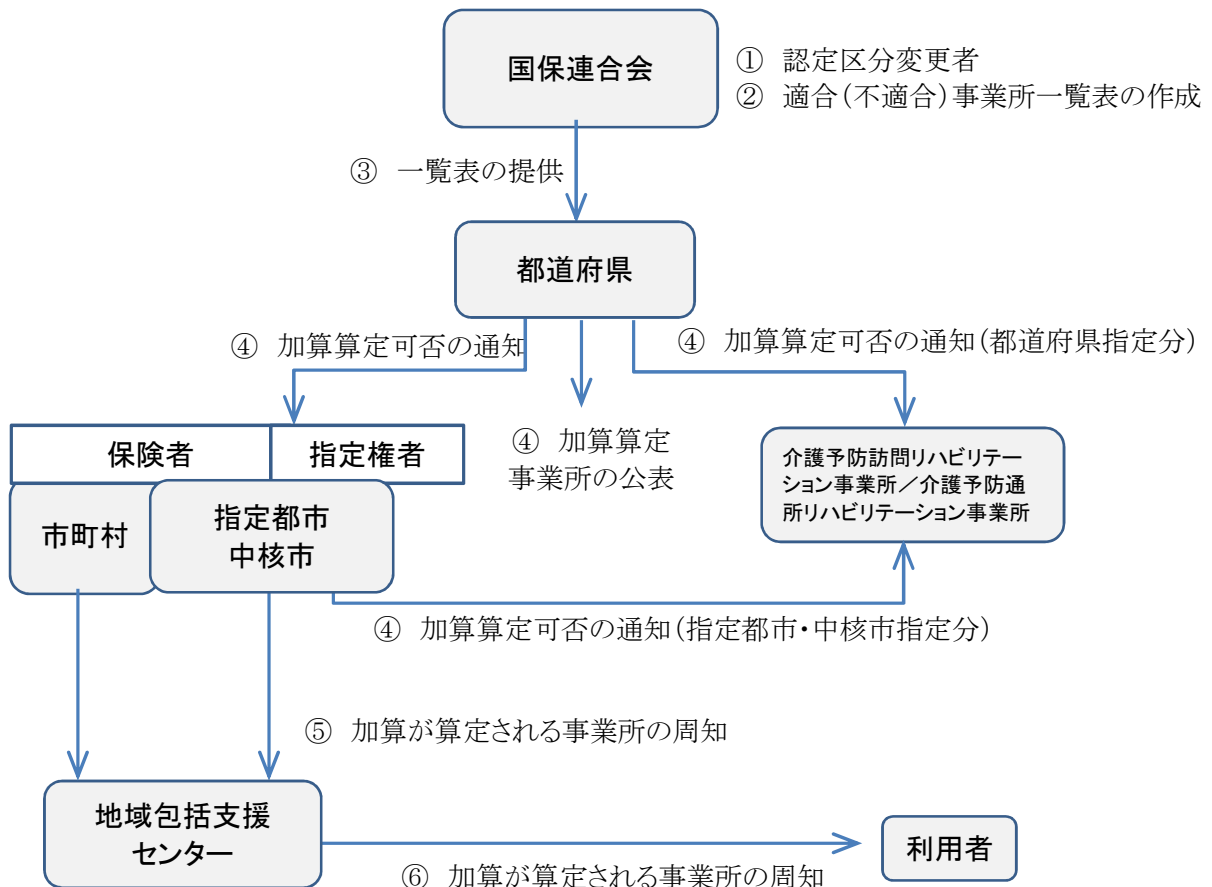 国保連合会
① 認定区分変更者
② 適合(不適合)事業所一覧表の作成
③ 一覧表の提供
都道府県
④ 加算算定可否の通知
④ 加算算定可否の通知(都道府県指定分)
保険者
指定権者
④ 加算算定
事業所の公表
介護予防訪問リハビリテー
ション事業所／介護予防通
所リハビリテーション事業所
市町村
指定都市
中核市
④ 加算算定可否の通知(指定都市・中核市指定分)
⑤ 加算が算定される事業所の周知
地域包括支援
センター
利用者
⑥ 加算が算定される事業所の周知